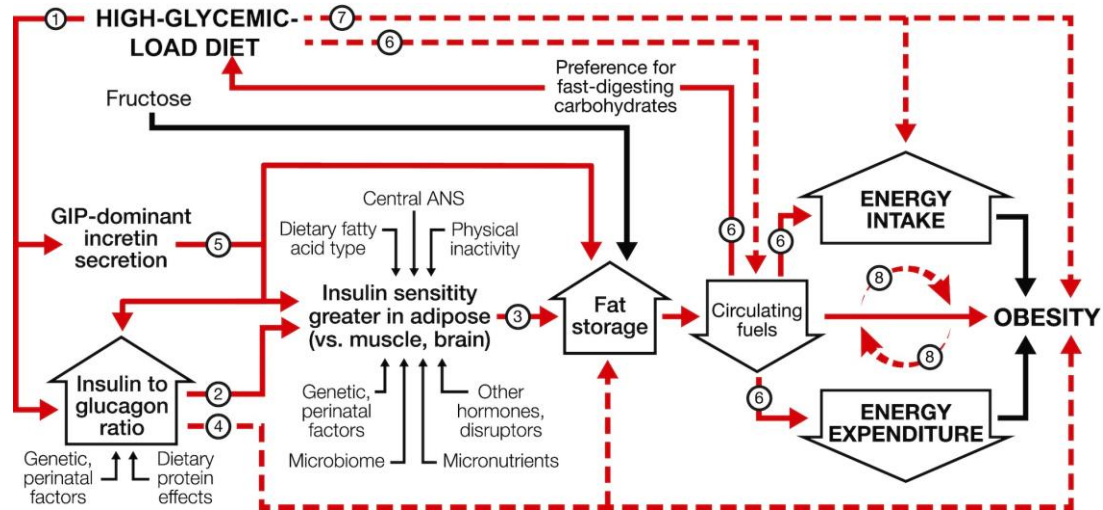 ① HIGH-GLYCEMIC-
LOAD DIET
⑦
⑥
Preference for
fast-digesting
carbohydrates
Fructose
Central ANS
Dietary fatty
acid type
Physical
inactivity
GIP-dominant
incretin
secretion
⑤
⑥
⑥
ENERGY
INTAKE
Insulin sensitity
greater in adipose
(vs. muscle, brain)
③
Fat
storage
Circulating
fuels
⑧
⑧
OBESITY
Insulin to
glucagon
ratio
②
④
Genetic,
perinatal
factors
Dietary
protein
effects
Genetic,
perinatal
factors
Other
hormones,
disruptors
Microbiome
Micronutrients
⑥
ENERGY
EXPENDITURE